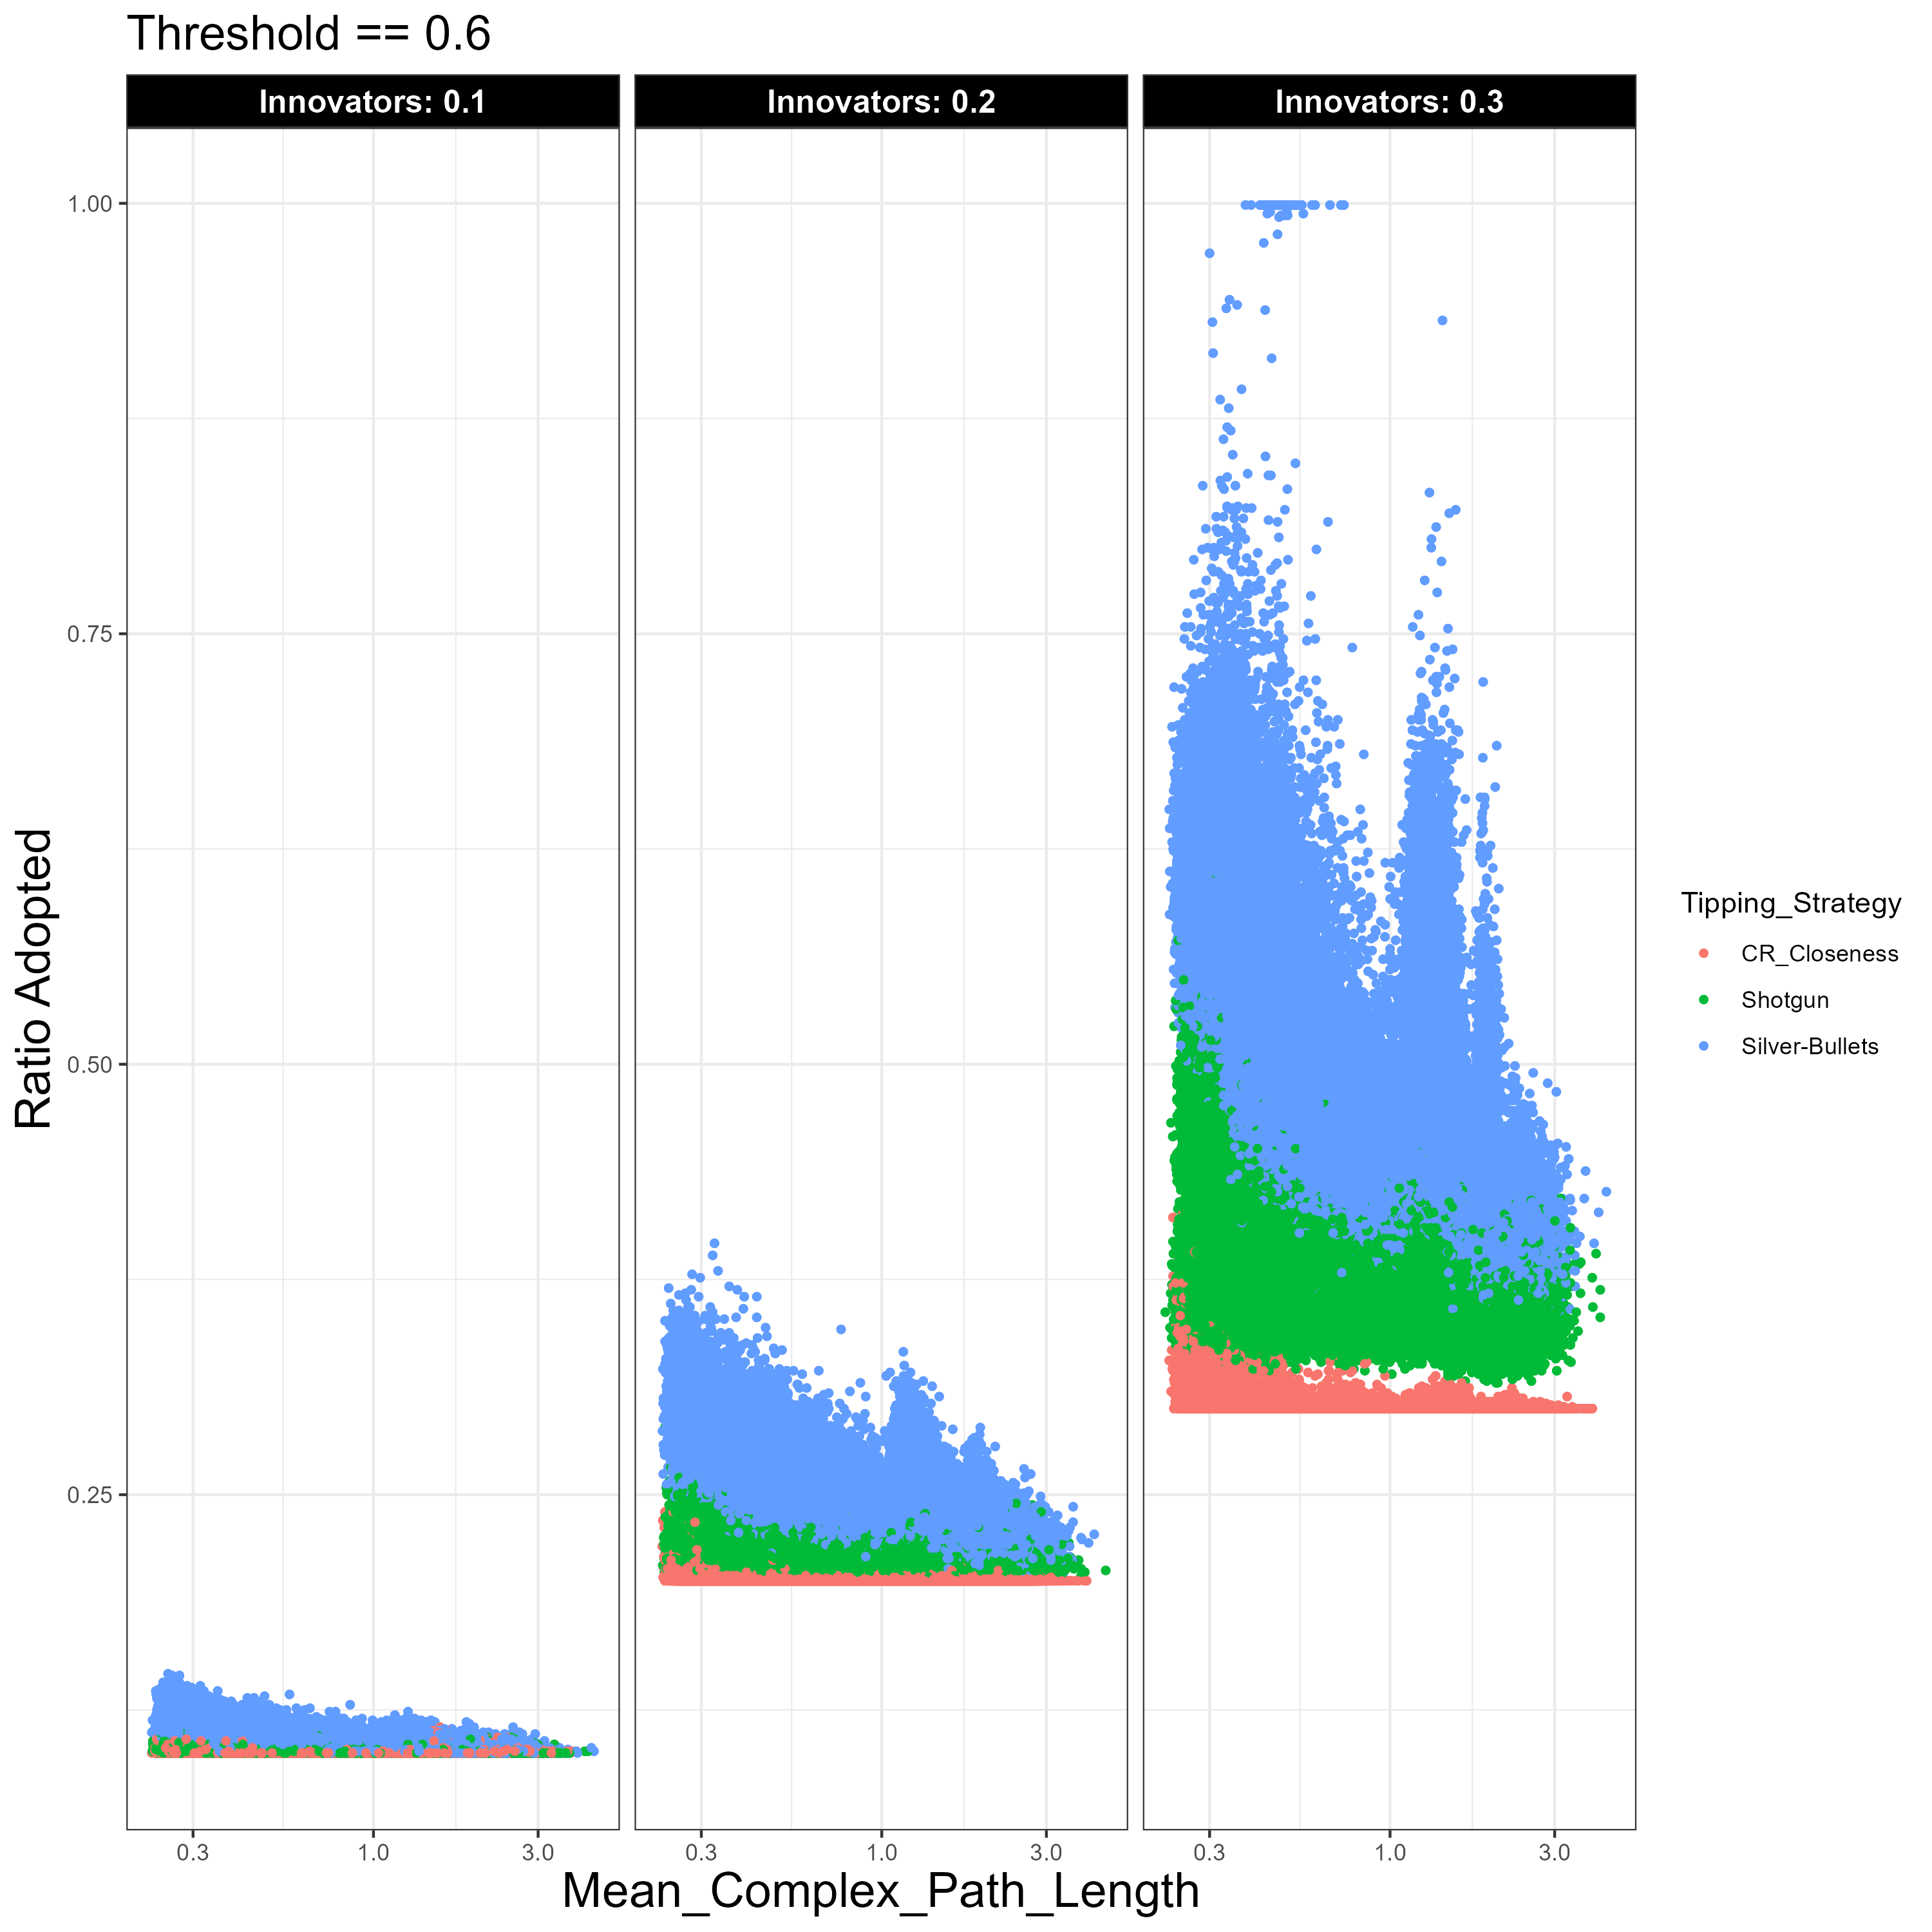 Threshold == 0.6
Innovators: 0.1
Innovators: 0.2
Innovators: 0.3
Ratio Adopted
1.00
0.75
0.50
0.25
0.3 1.0 3.0
0.3 1.0 3.0
0.3 1.0 3.0
Mean_Complex_Path_Length
Tipping_Strategy
CR_Closeness
Shotgun
Silver-Bullets